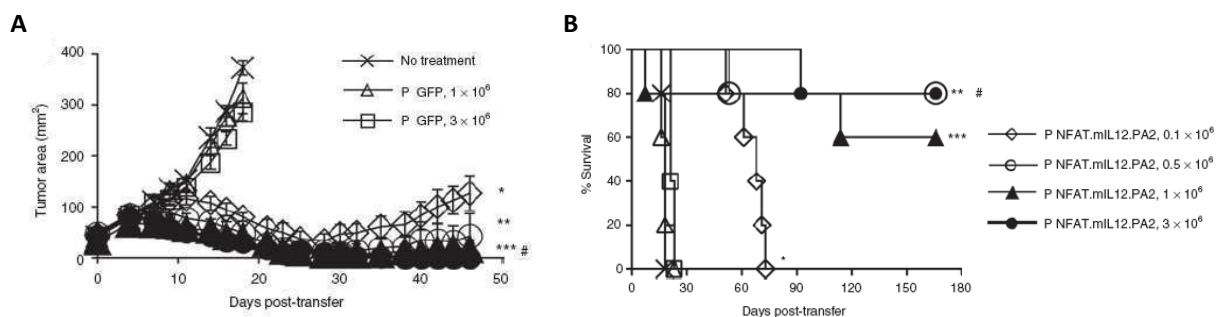 A
400
300
200
100
0
Tumor area (mm²)
0 10 20 30 40 50
Days post-transfer
No treatment
P GFP, 1 × 10⁶
P GFP, 3 × 10⁶
*
**
*** #
B
100
80
60
40
20
0
% Survival
0 30 60 90 120 150 180
Days post-transfer
** #
***
*
P NFAT.mIL12.PA2, 0.1 × 10⁶
P NFAT.mIL12.PA2, 0.5 × 10⁶
P NFAT.mIL12.PA2, 1 × 10⁶
P NFAT.mIL12.PA2, 3 × 10⁶